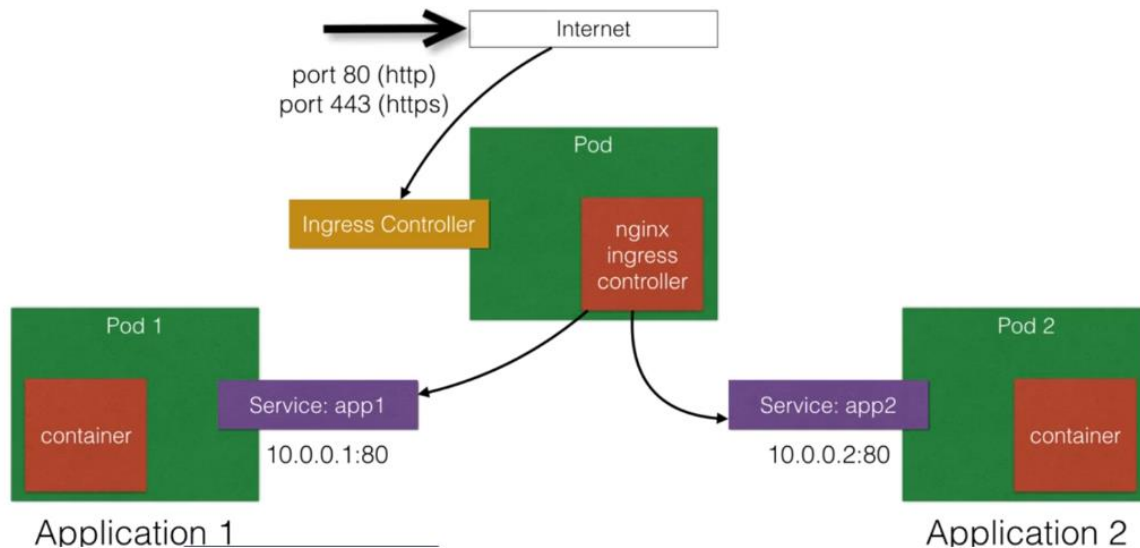 Internet
port 80 (http)
port 443 (https)
Pod
Ingress Controller
nginx
ingress
controller
Pod 1
container
Service: app1
10.0.0.1:80
Application 1
Pod 2
Service: app2
container
10.0.0.2:80
Application 2